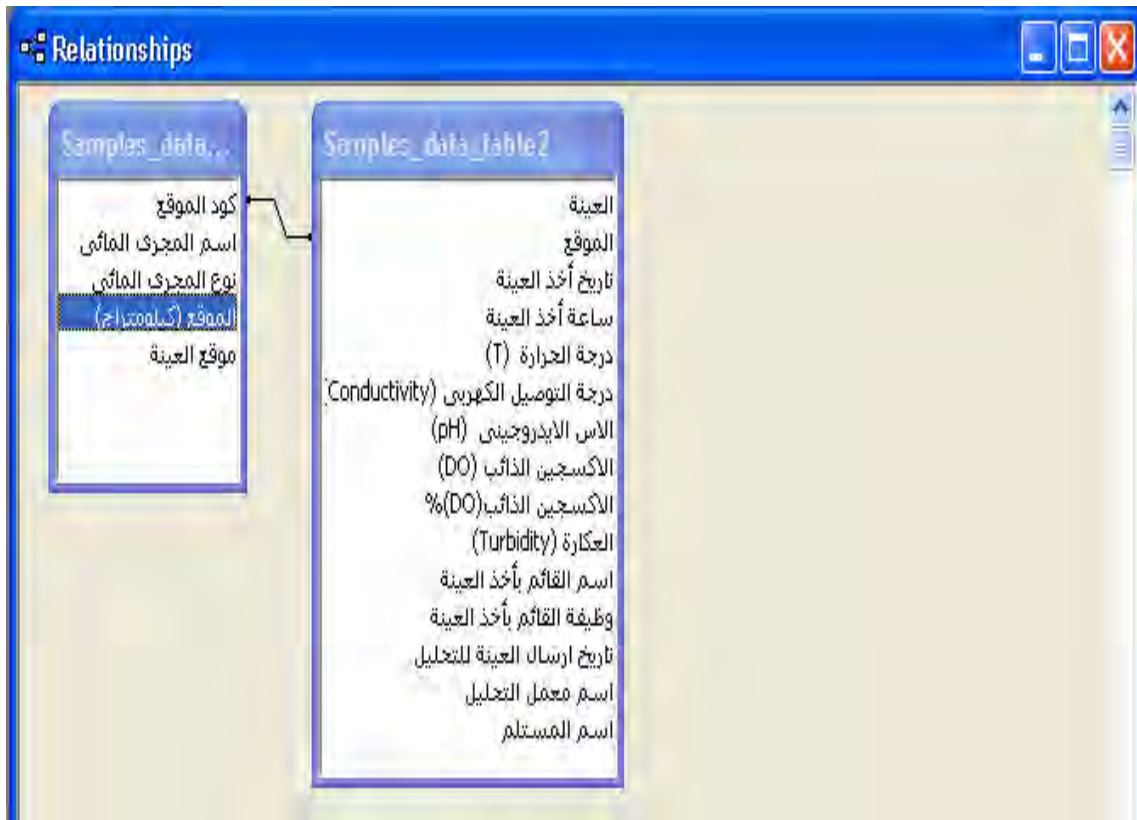 Relationships
Samples_data...
كود الموقع
اسم المجرى المائى
نوع المجرى المائى
الموقع (كيلومتراج)
موقع العينة
Samples_data_table2
العينة
الموقع
تاريخ أخذ العينة
ساعة أخذ العينة
درجة الحرارة (T)
درجة التوصيل الكهربى (Conductivity)
الاس الايدروجينى (pH)
الاكسجين الذائب (DO)
الاكسجين الذائب(DO)%
العكارة (Turbidity)
اسم القائم بأخذ العينة
وظيفة القائم بأخذ العينة
تاريخ ارسال العينة للتحليل
اسم معمل التحليل
اسم المستلم